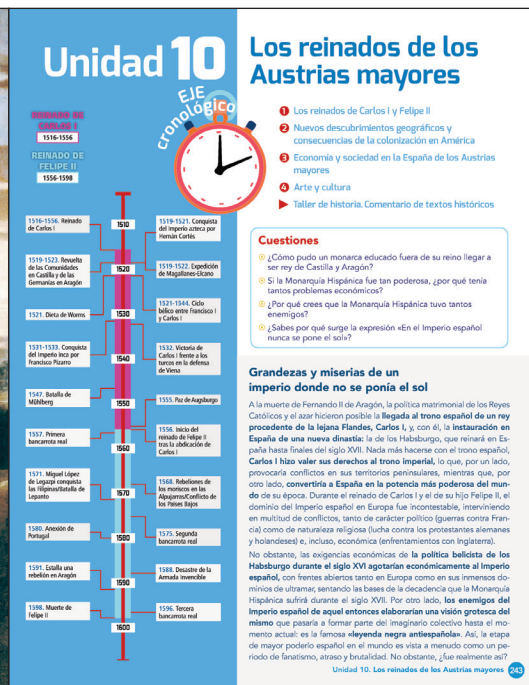 Unidad 10
EJE
cronológico
REINADO DE
CARLOS I
1516-1556
REINADO DE
FELIPE II
1556-1598
1516-1556. Reinado
de Carlos I
1510
1519-1521. Conquista
del Imperio azteca por
Hernán Cortés
1519-1523. Revuelta
de las Comunidades
en Castilla y de las
Germanías en Aragón
1520
1519-1522. Expedición
de Magallanes-Elcano
1521. Dieta de Worms
1530
1521-1544. Ciclo
bélico entre Francisco I
y Carlos I
1531-1533. Conquista
del Imperio inca por
Francisco Pizarro
1540
1532. Victoria de
Carlos I frente a los
turcos en la defensa
de Viena
1547. Batalla de
Mühlberg
1550
1555. Paz de Augsburgo
1557. Primera
bancarrota real
1560
1556. Inicio del
reinado de Felipe II
tras la abdicación de
Carlos I
1571. Miguel López
de Legazpi conquista
las Filipinas/Batalla de
Lepanto
1570
1568. Rebeliones de
los moriscos en las
Alpujarras/Conflicto de
los Países Bajos
1580. Anexión de
Portugal
1580
1575. Segunda
bancarrota real
1591. Estalla una
rebelión en Aragón
1590
1588. Desastre de la
Armada Invencible
1598. Muerte de
Felipe II
1600
1596. Tercera
bancarrota real
Los reinados de los
Austrias mayores
1 Los reinados de Carlos I y Felipe II
2 Nuevos descubrimientos geográficos y
consecuencias de la colonización en América
3 Economía y sociedad en la España de los Austrias
mayores
4 Arte y cultura
Taller de historia. Comentario de textos históricos
Cuestiones
¿Cómo pudo un monarca educado fuera de su reino llegar a
ser rey de Castilla y Aragón?
Si la Monarquía Hispánica fue tan poderosa, ¿por qué tenía
tantos problemas económicos?
¿Por qué crees que la Monarquía Hispánica tuvo tantos
enemigos?
¿Sabes por qué surge la expresión «En el Imperio español
nunca se pone el sol»?
Grandezas y miserias de un
imperio donde no se ponía el sol
A la muerte de Fernando II de Aragón, la política matrimonial de los Reyes
Católicos y el azar hicieron posible la llegada al trono español de un rey
procedente de la lejana Flandes, Carlos I, y, con él, la instauración en
España de una nueva dinastía: la de los Habsburgo, que reinará en Es-
paña hasta finales del siglo XVII. Nada más hacerse con el trono español,
Carlos I hizo valer sus derechos al trono imperial, lo que, por un lado,
provocaría conflictos en sus territorios peninsulares, mientras que, por
otro lado, convertiría a España en la potencia más poderosa del mun-
do de su época. Durante el reinado de Carlos I y el de su hijo Felipe II, el
dominio del Imperio español en Europa fue incontestable, interviniendo
en multitud de conflictos, tanto de carácter político (guerras contra Fran-
cia) como de naturaleza religiosa (lucha contra los protestantes alemanes
y holandeses) e, incluso, económica (enfrentamientos con Inglaterra).
No obstante, las exigencias económicas de la política belicista de los
Habsburgo durante el siglo XVI agotarían económicamente al Imperio
español, con frentes abiertos tanto en Europa como en sus inmensos do-
minios de ultramar, sentando las bases de la decadencia que la Monarquía
Hispánica sufrirá durante el siglo XVII. Por otro lado, los enemigos del
Imperio español de aquel entonces elaborarían una visión grotesca del
mismo que pasaría a formar parte del imaginario colectivo hasta el mo-
mento actual: es la famosa «leyenda negra antiespañola». Así, la etapa
de mayor poderío español en el mundo es vista a menudo como un pe-
riodo de fanatismo, atraso y brutalidad. No obstante, ¿fue realmente así?
Unidad 10. Los reinados de los Austrias mayores 243